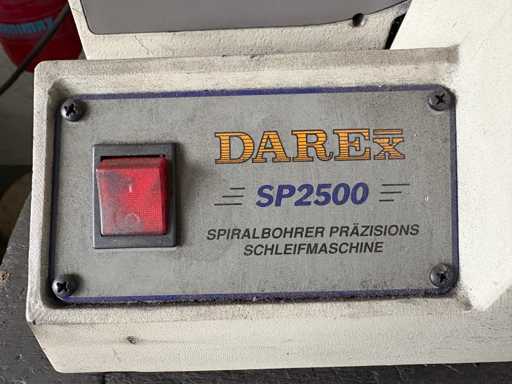 DAREX
SP2500
SPIRALBOHRER PRÄZISIONS
SCHLEIFMASCHINE